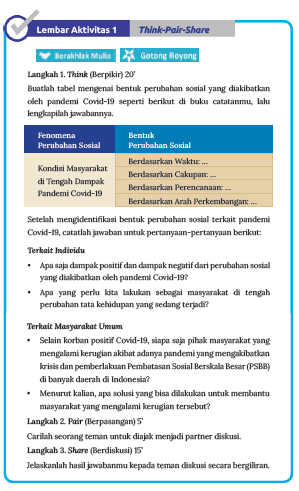 Lembar Aktivitas 1 Think-Pair-Share
Berakhlak Mulia Gotong Royong
Langkah 1. Think (Berpikir) 20'
Buatlah tabel mengenai bentuk perubahan sosial yang diakibatkan
oleh pandemi Covid-19 seperti berikut di buku catatanmu, lalu
lengkapilah jawabannya.
Fenomena
Perubahan Sosial
Bentuk
Perubahan Sosial
Kondisi Masyarakat
di Tengah Dampak
Pandemi Covid-19
Berdasarkan Waktu: ...
Berdasarkan Cakupan: ...
Berdasarkan Perencanaan: ...
Berdasarkan Arah Perkembangan: ...
Setelah mengidentifikasi bentuk perubahan sosial terkait pandemi
Covid-19, catatlah jawaban untuk pertanyaan-pertanyaan berikut:
Terkait Individu
• Apa saja dampak positif dan dampak negatif dari perubahan sosial
yang diakibatkan oleh pandemi Covid-19?
• Apa yang perlu kita lakukan sebagai masyarakat di tengah
perubahan tata kehidupan yang sedang terjadi?
Terkait Masyarakat Umum
• Selain korban positif Covid-19, siapa saja pihak masyarakat yang
mengalami kerugian akibat adanya pandemi yang mengakibatkan
krisis dan pemberlakuan Pembatasan Sosial Berskala Besar (PSBB)
di banyak daerah di Indonesia?
• Menurut kalian, apa solusi yang bisa dilakukan untuk membantu
masyarakat yang mengalami kerugian tersebut?
Langkah 2. Pair (Berpasangan) 5'
Carilah seorang teman untuk diajak menjadi partner diskusi.
Langkah 3. Share (Berdiskusi) 15'
Jelaskanlah hasil jawabanmu kepada teman diskusi secara bergiliran.